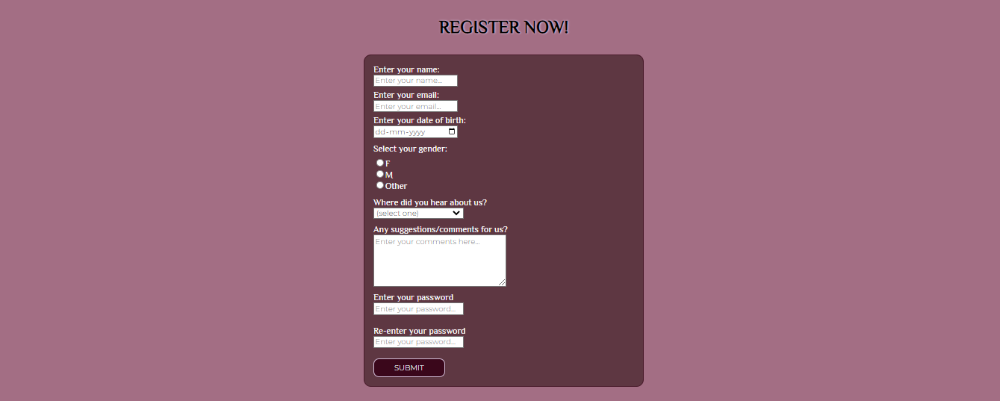 REGISTER NOW!
Enter your name:
Enter your name...
Enter your email:
Enter your email...
Enter your date of birth:
dd-mm-yyyy
Select your gender:
F
M
Other
Where did you hear about us?
(select one)
Any suggestions/comments for us?
Enter your comments here...
Enter your password
Enter your password...
Re-enter your password
Enter your password...
SUBMIT